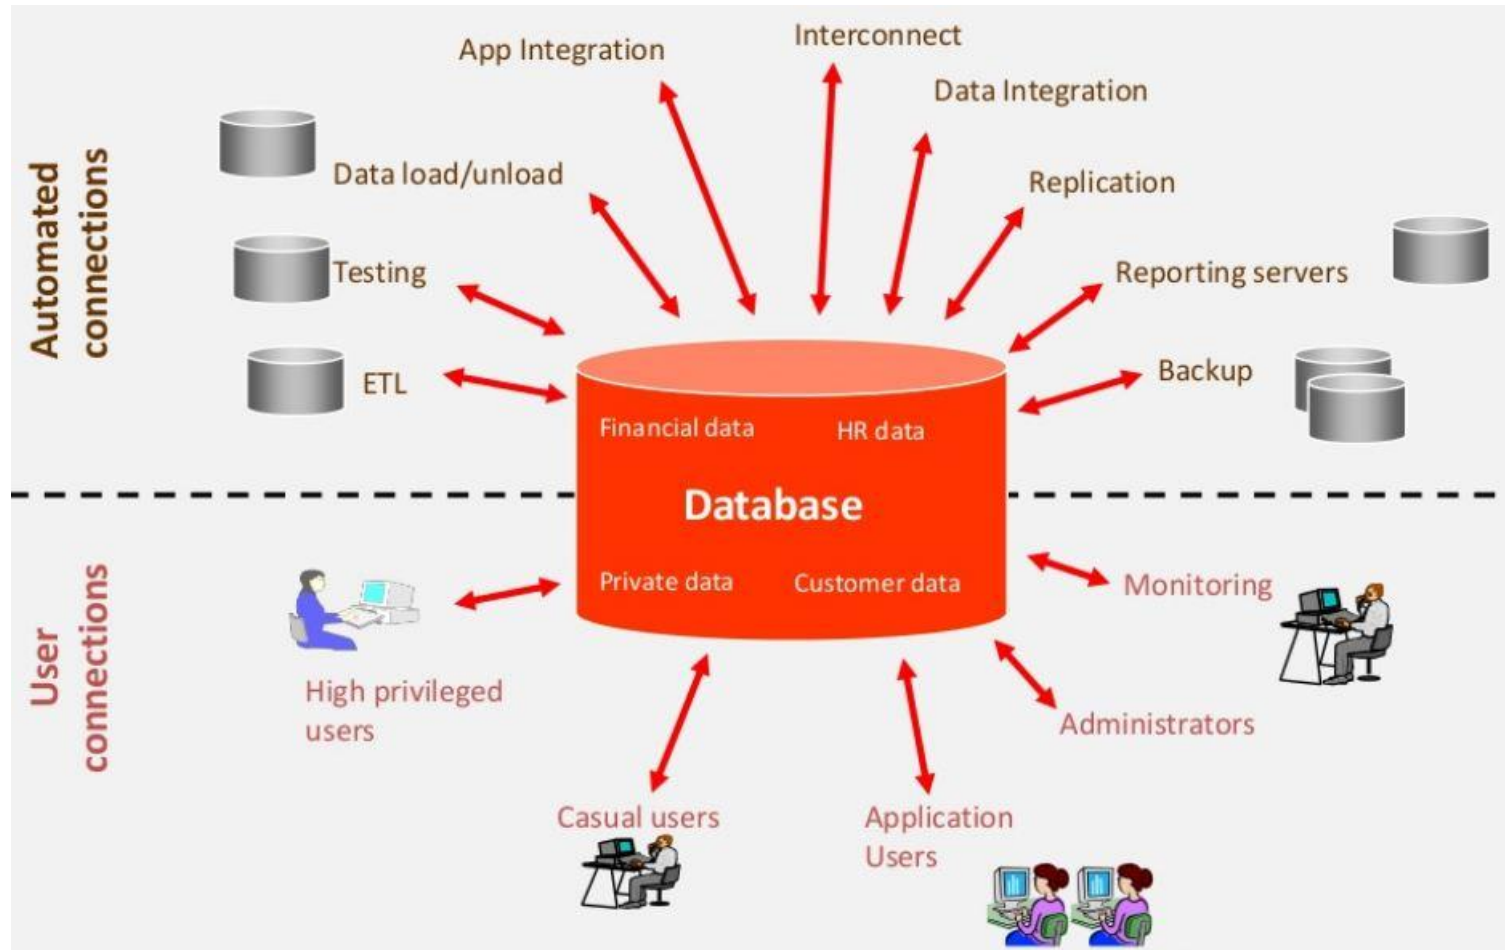 App Integration
Interconnect
Data Integration
Data load/unload
Replication
Testing
Reporting servers
ETL
Backup
Automated
connections
Financial data
HR data
Database
Private data
Customer data
User
connections
Monitoring
High privileged
users
Administrators
Casual users
Application
Users